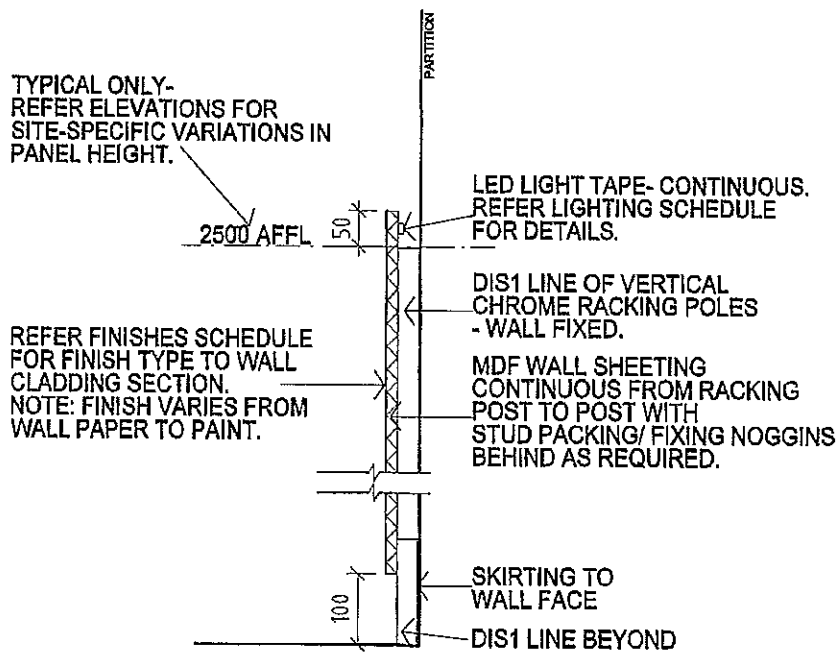 PARTITION
TYPICAL ONLY-
REFER ELEVATIONS FOR
SITE-SPECIFIC VARIATIONS IN
PANEL HEIGHT.
2500 AFFL
50
LED LIGHT TAPE- CONTINUOUS.
REFER LIGHTING SCHEDULE
FOR DETAILS.
DIS1 LINE OF VERTICAL
CHROME RACKING POLES
- WALL FIXED.
REFER FINISHES SCHEDULE
FOR FINISH TYPE TO WALL
CLADDING SECTION.
NOTE: FINISH VARIES FROM
WALL PAPER TO PAINT.
MDF WALL SHEETING
CONTINUOUS FROM RACKING
POST TO POST WITH
STUD PACKING/ FIXING NOGGINS
BEHIND AS REQUIRED.
100
SKIRTING TO
WALL FACE
DIS1 LINE BEYOND